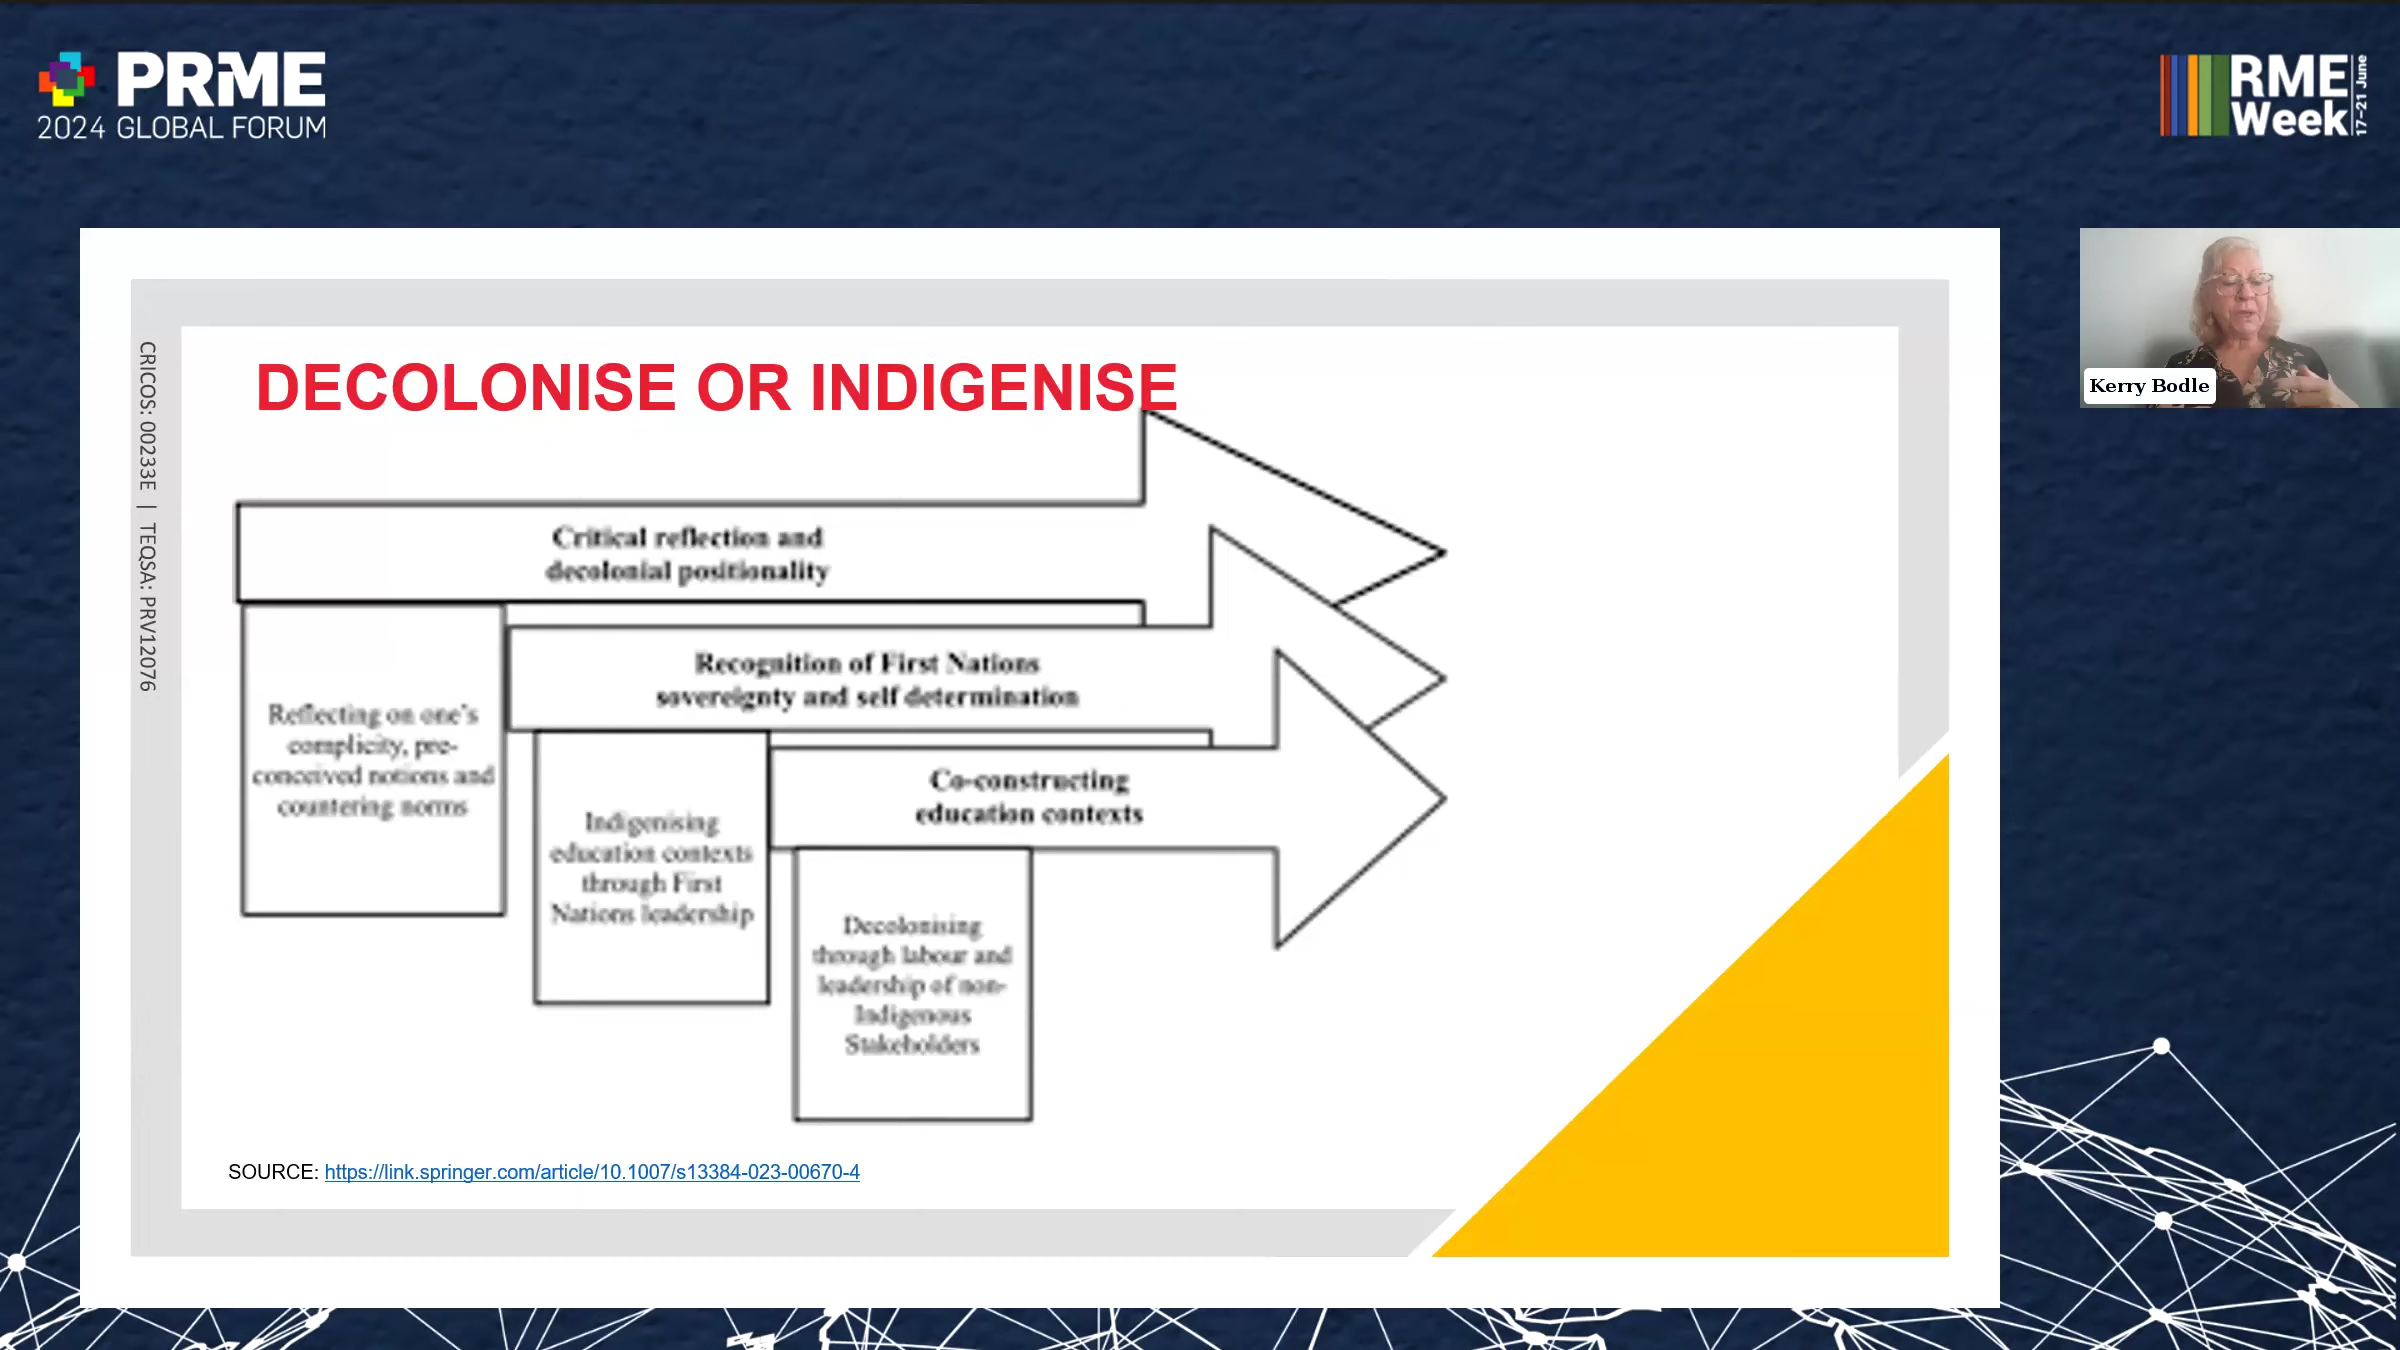 PRiME
2024 GLOBAL FORUM
RME
Week
17–21 June
CRICOS: 00233E | TEQSA: PRV12076
DECOLONISE OR INDIGENISE
Critical reflection and
decolonial positionality
Reflecting on one's
complicity, pre-
conceived notions and
countering norms
Recognition of First Nations
sovereignty and self determination
Indigenising
education contexts
through First
Nations leadership
Co-constructing
education contexts
Decolonising
through labour and
leadership of non-
Indigenous
Stakeholders
SOURCE: https://link.springer.com/article/10.1007/s13384-023-00670-4
Kerry Bodle